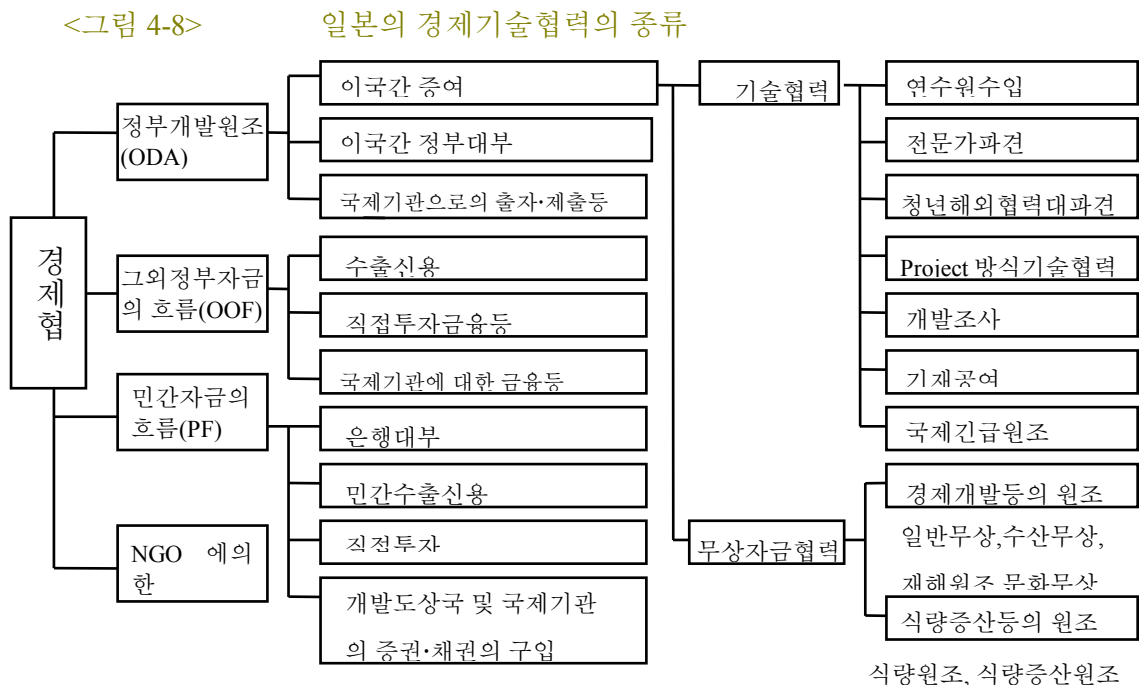 <그림 4-8> 일본의 경제기술협력의 종류
경
제
협
정부개발원조
(ODA)
이국간 증여
이국간 정부대부
국제기관으로의 출자·제출등
그외정부자금
의 흐름(OOF)
수출신용
직접투자금융등
국제기관에 대한 금융등
민간자금의
흐름(PF)
은행대부
민간수출신용
직접투자
개발도상국 및 국제기관
의 증권·채권의 구입
NGO 에의
한
기술협력
연수원수입
전문가파견
청년해외협력대파견
Project 방식기술협력
개발조사
기재공여
국제긴급원조
무상자금협력
경제개발등의 원조
일반무상,수산무상,
재해원조 문화무상
식량증산등의 원조
식량원조, 식량증산원조